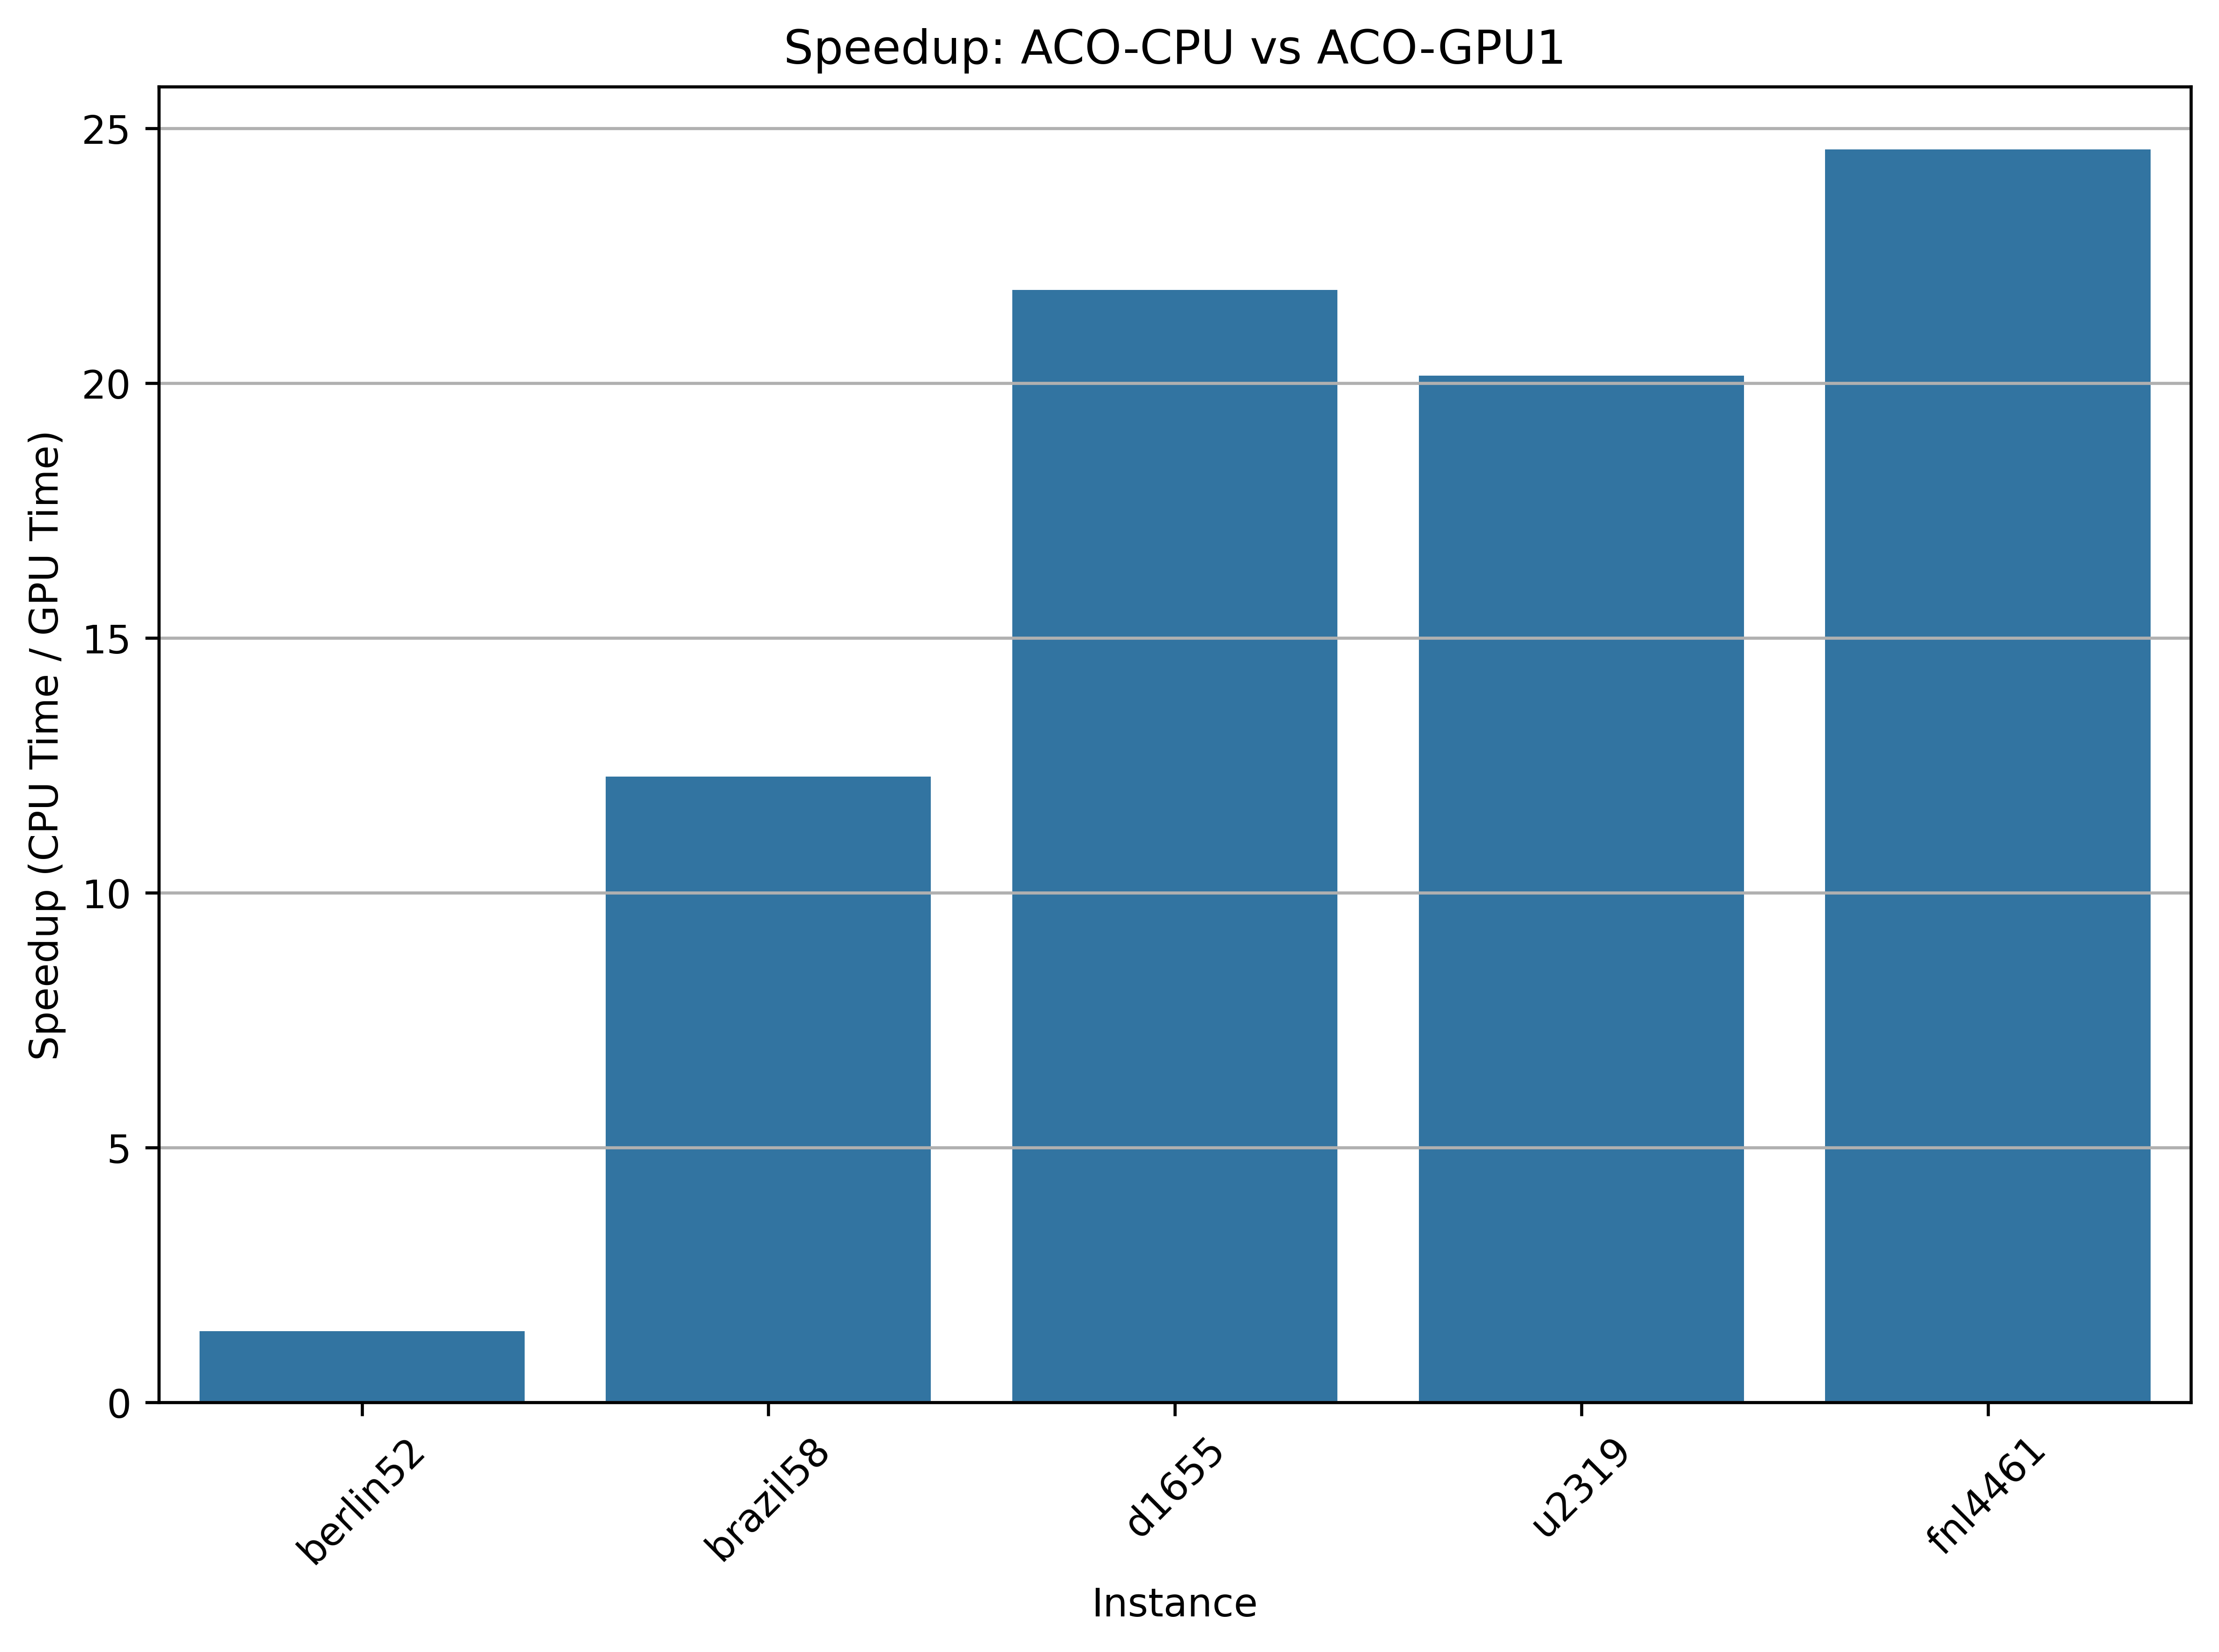 Speedup: ACO-CPU vs ACO-GPU1
Speedup (CPU Time / GPU Time)
25
20
15
10
5
0
berlin52
brazil58
d1655
u2319
fnl4461
Instance